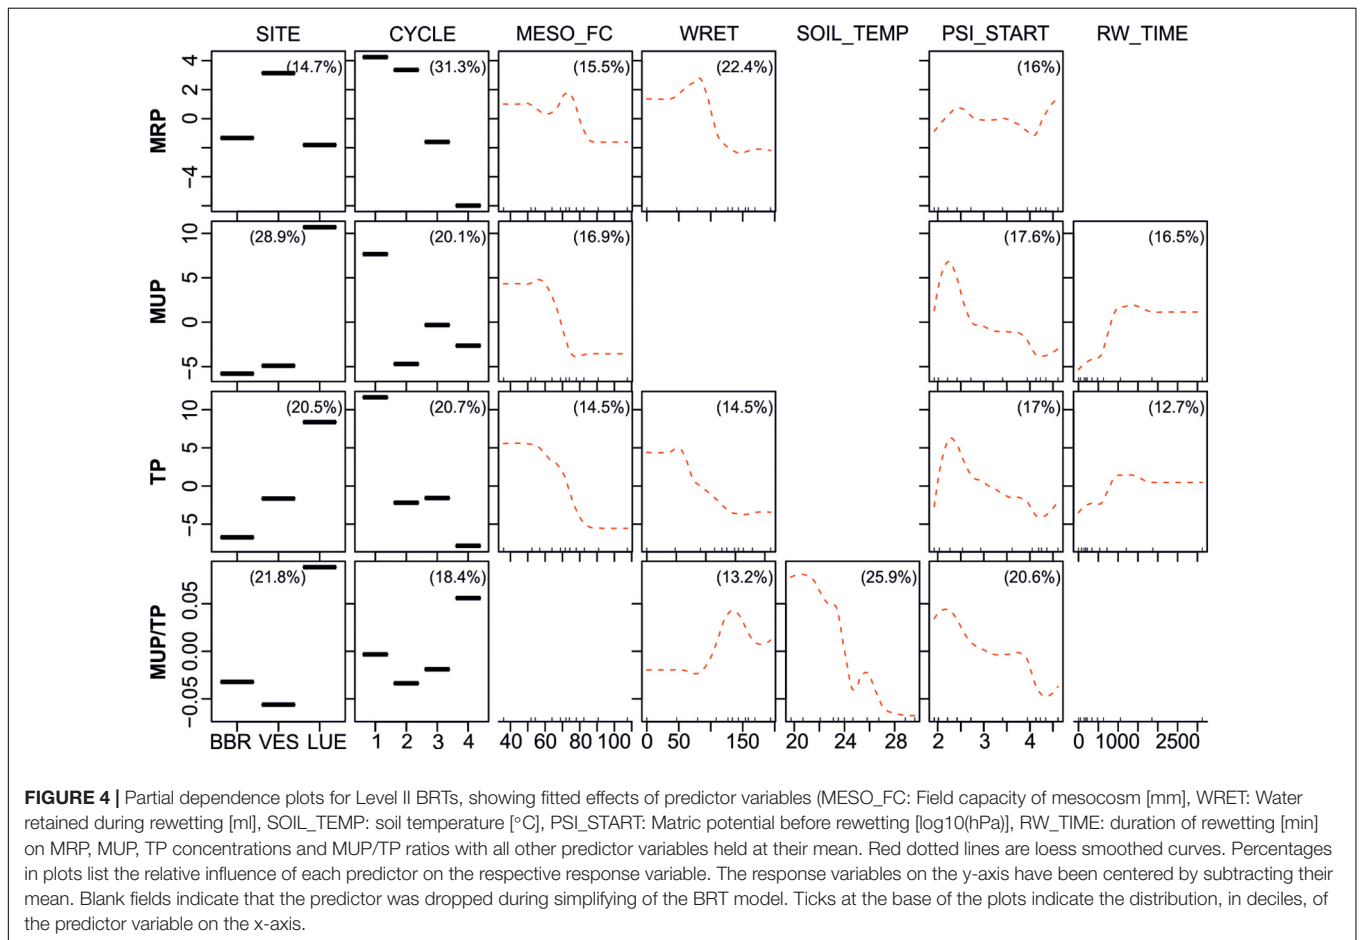 SITE CYCLE MESO_FC WRET SOIL_TEMP PSI_START RW_TIME
MRP
4
2
0
−4
(14.7%) (31.3%) (15.5%) (22.4%) (16%)
MUP
10
5
0
−5
(28.9%) (20.1%) (16.9%) (17.6%) (16.5%)
TP
10
5
0
−5
(20.5%) (20.7%) (14.5%) (14.5%) (17%) (12.7%)
MUP/TP
0.05
0.00
−0.05
(21.8%) (18.4%) (13.2%) (25.9%) (20.6%)
BBR VES LUE 1 2 3 4 40 60 80 100 0 50 150 20 24 28 2 3 4 0 1000 2500
FIGURE 4 | Partial dependence plots for Level II BRTs, showing fitted effects of predictor variables (MESO_FC: Field capacity of mesocosm [mm], WRET: Water
retained during rewetting [ml], SOIL_TEMP: soil temperature [°C], PSI_START: Matric potential before rewetting [log10(hPa)], RW_TIME: duration of rewetting [min]
on MRP, MUP, TP concentrations and MUP/TP ratios with all other predictor variables held at their mean. Red dotted lines are loess smoothed curves. Percentages
in plots list the relative influence of each predictor on the respective response variable. The response variables on the y-axis have been centered by subtracting their
mean. Blank fields indicate that the predictor was dropped during simplifying of the BRT model. Ticks at the base of the plots indicate the distribution, in deciles, of
the predictor variable on the x-axis.